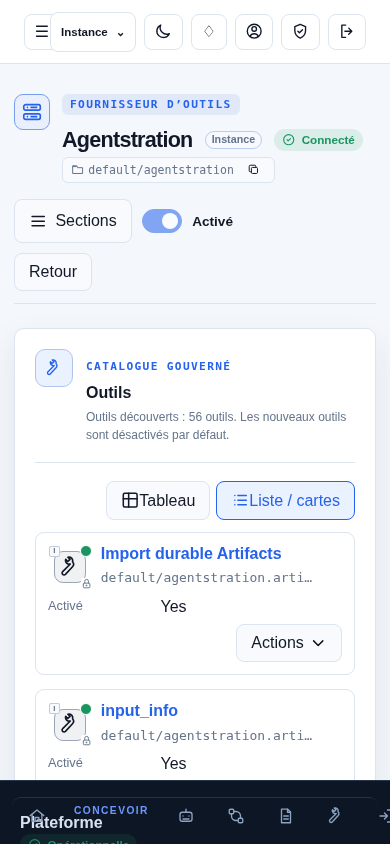 Instance
FOURNISSEUR D’OUTILS
Agentstration Instance Connecté
default/agentstration
Sections Activé
Retour
CATALOGUE GOUVERNÉ
Outils
Outils découverts : 56 outils. Les nouveaux outils
sont désactivés par défaut.
Tableau Liste / cartes
Import durable Artifacts
default/agentstration.arti…
Activé Yes
Actions
input_info
default/agentstration.arti…
Activé Yes
CONCEVOIR
Plateforme
Opérationnelle